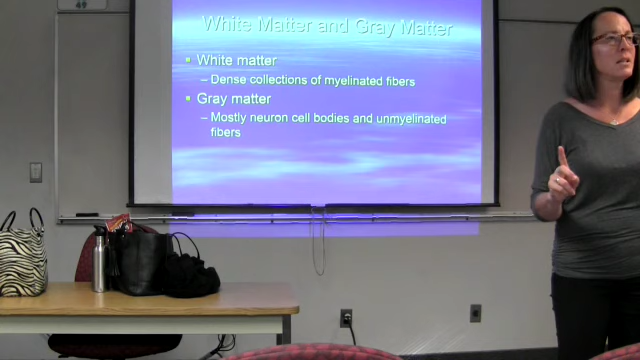 White Matter and Gray Matter
White matter
– Dense collections of myelinated fibers
Gray matter
– Mostly neuron cell bodies and unmyelinated
fibers